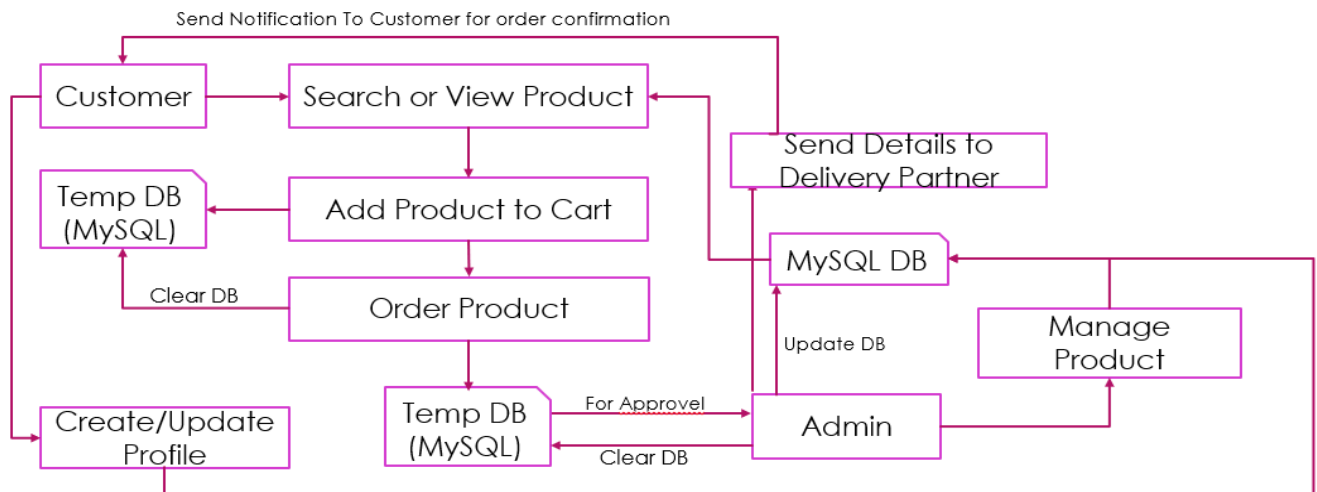 Send Notification To Customer for order confirmation
Customer
Search or View Product
Send Details to
Delivery Partner
Temp DB
(MySQL)
Add Product to Cart
MySQL DB
Clear DB
Order Product
Manage
Product
Update DB
Create/Update
Profile
Temp DB
(MySQL)
For Approvel
Admin
Clear DB